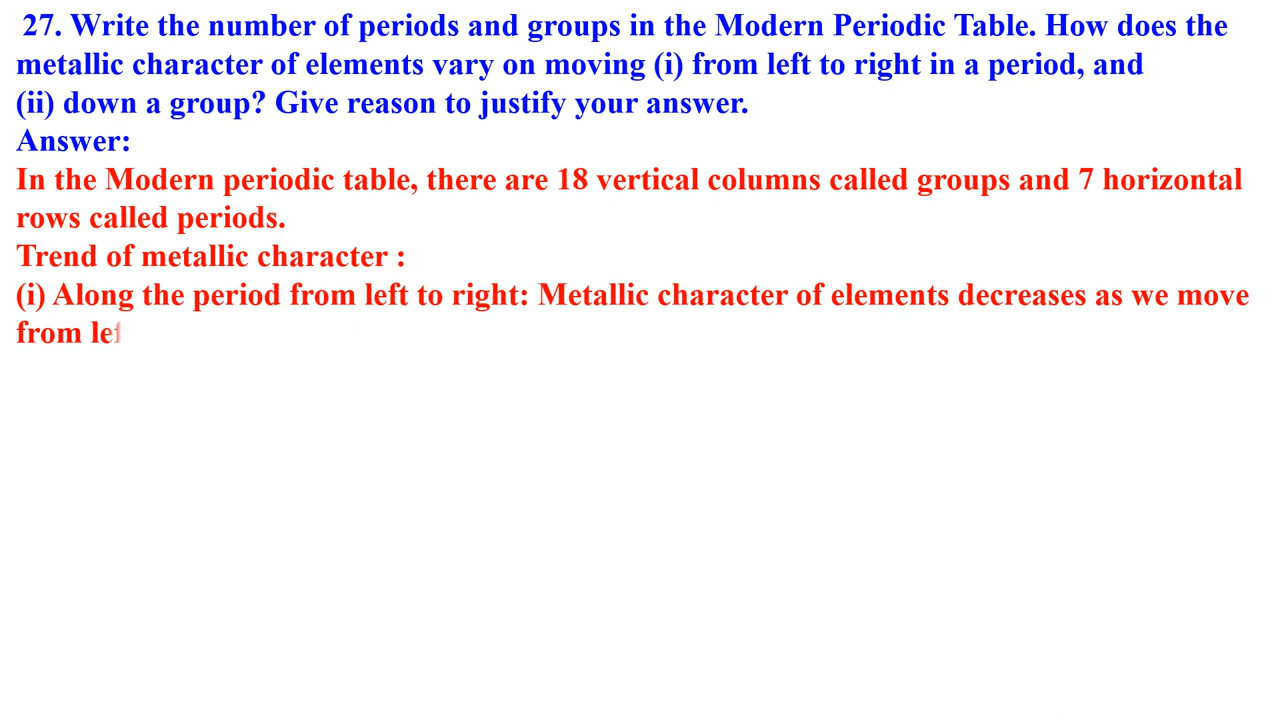 27. Write the number of periods and groups in the Modern Periodic Table. How does the
metallic character of elements vary on moving (i) from left to right in a period, and
(ii) down a group? Give reason to justify your answer.
Answer:
In the Modern periodic table, there are 18 vertical columns called groups and 7 horizontal
rows called periods.
Trend of metallic character :
(i) Along the period from left to right: Metallic character of elements decreases as we move
from lef